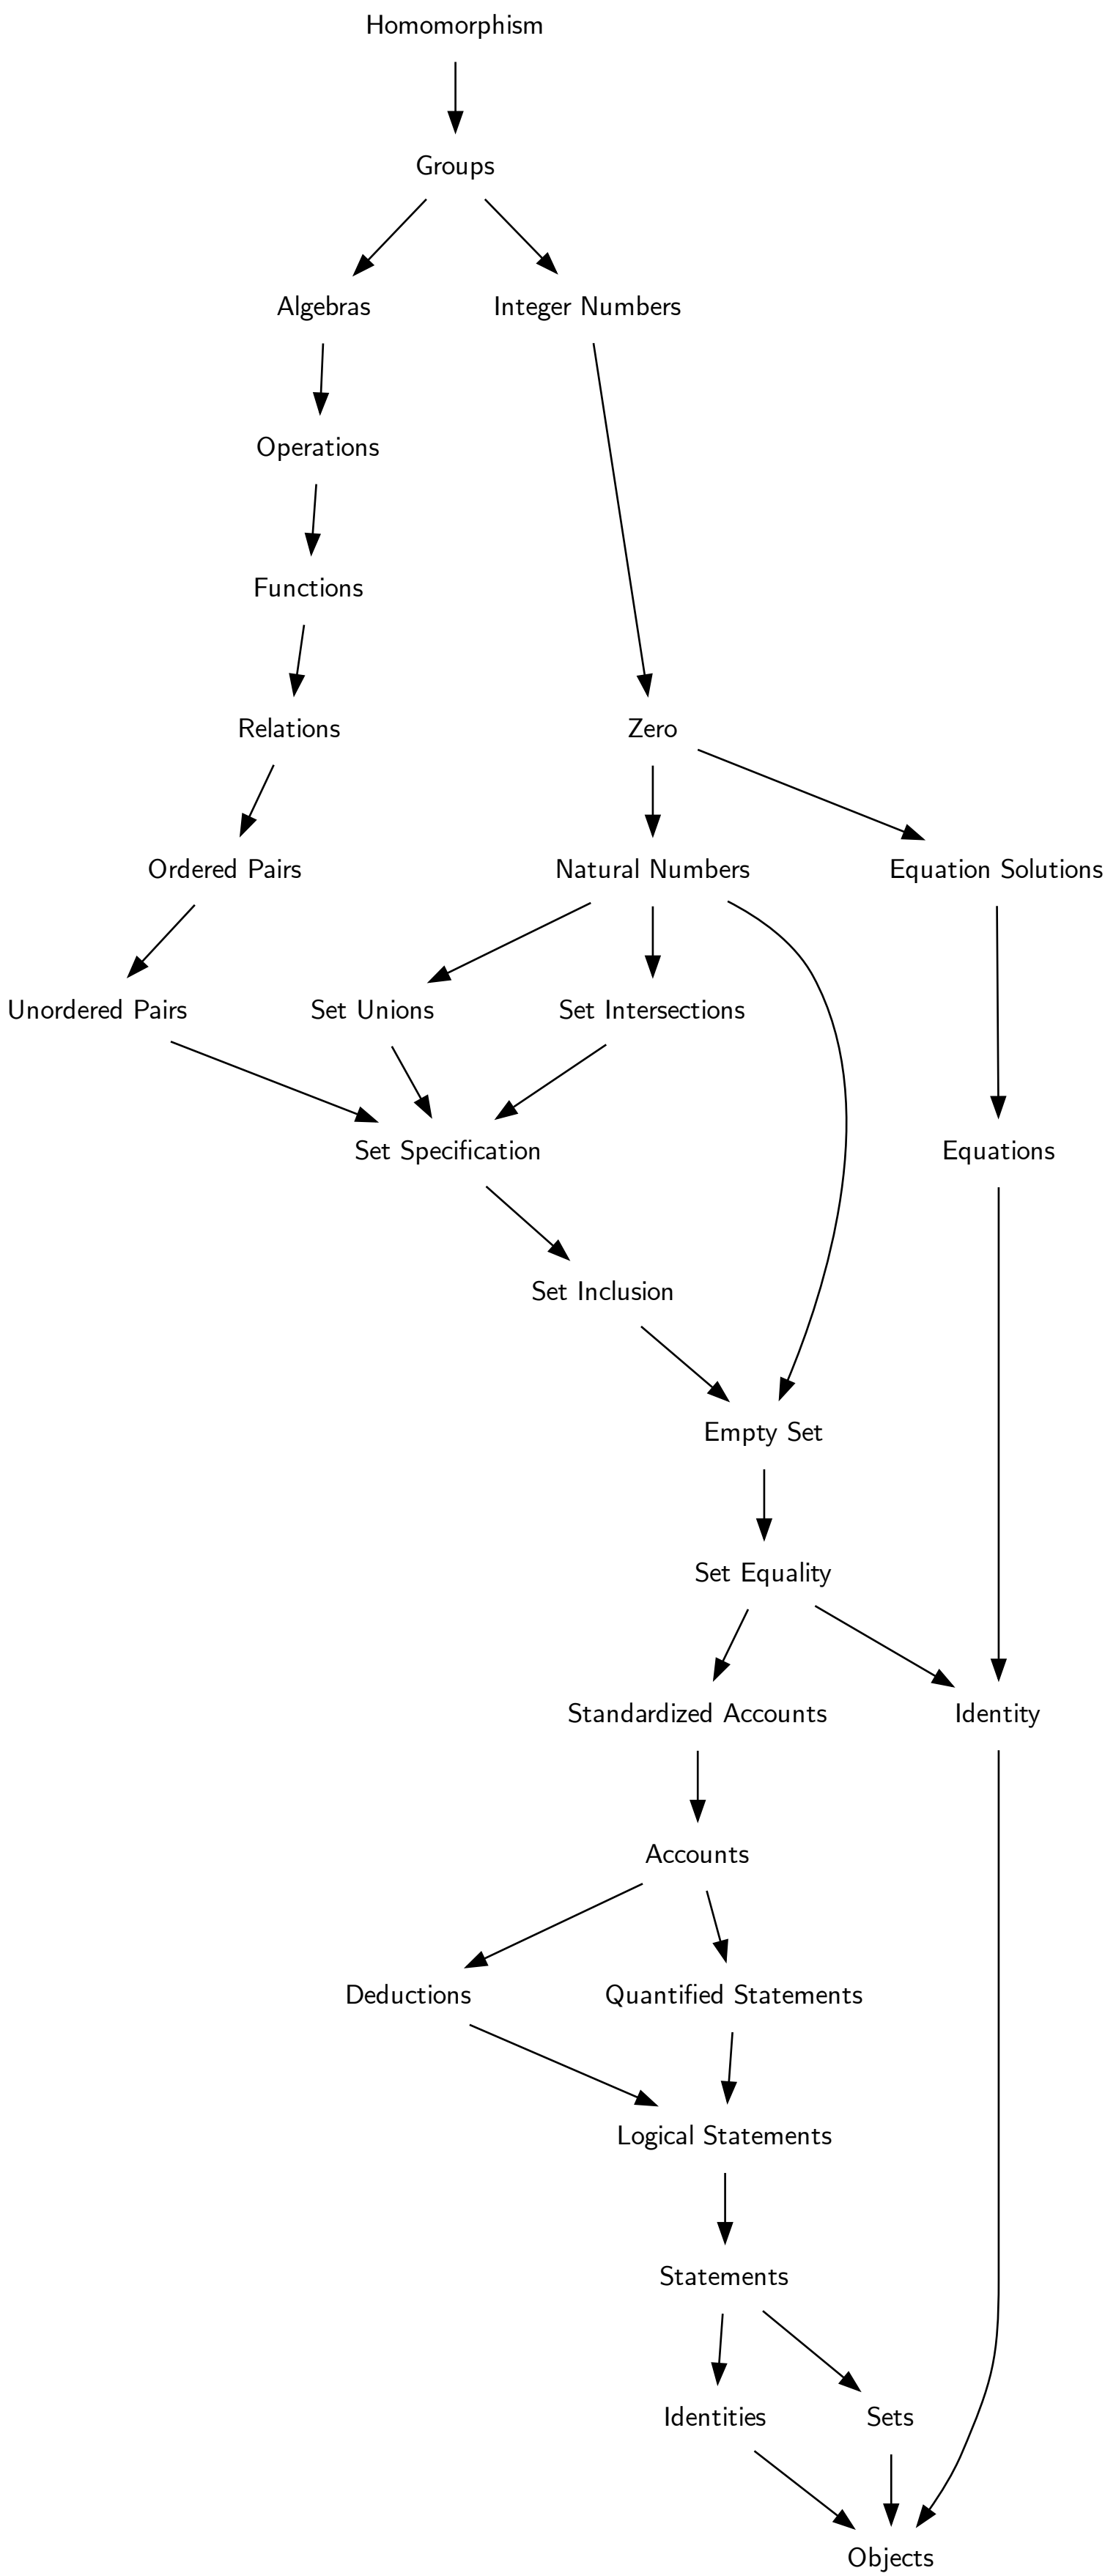 Homomorphism
Groups
Algebras
Integer Numbers
Operations
Functions
Relations
Zero
Ordered Pairs
Natural Numbers
Equation Solutions
Unordered Pairs
Set Unions
Set Intersections
Set Specification
Equations
Set Inclusion
Empty Set
Set Equality
Standardized Accounts
Identity
Accounts
Deductions
Quantified Statements
Logical Statements
Statements
Identities
Sets
Objects